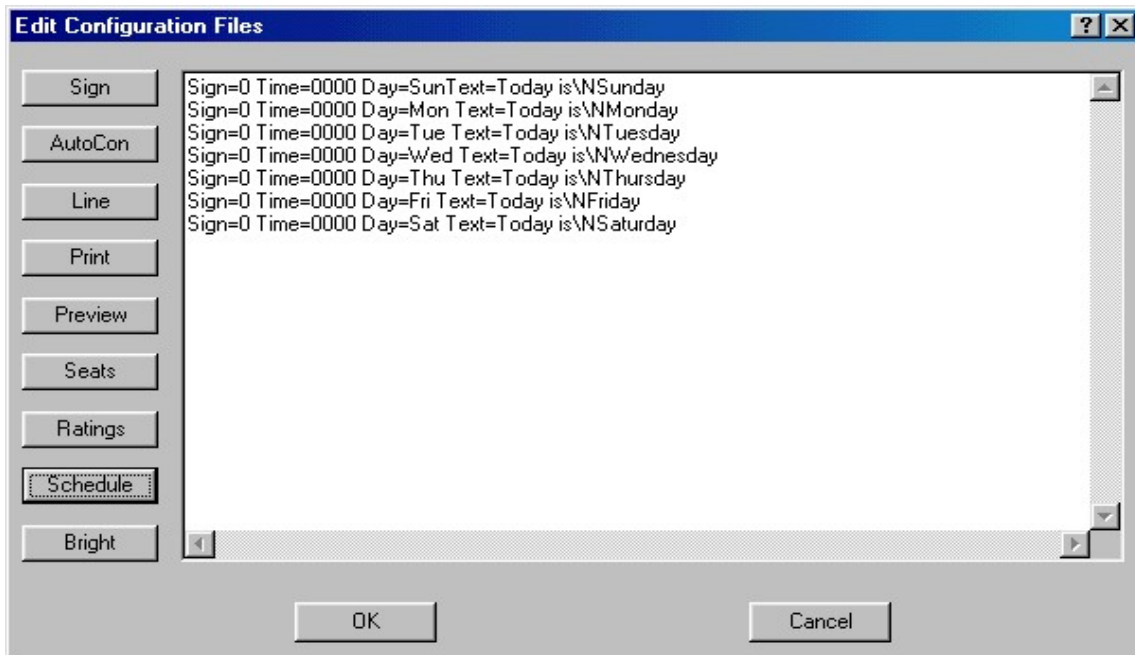 Edit Configuration Files
Sign
AutoCon
Line
Print
Preview
Seats
Ratings
Schedule
Bright
Sign=0 Time=0000 Day=SunText=Today is\NSunday
Sign=0 Time=0000 Day=Mon Text=Today is\NMonday
Sign=0 Time=0000 Day=Tue Text=Today is\NTuesday
Sign=0 Time=0000 Day=Wed Text=Today is\NWednesday
Sign=0 Time=0000 Day=Thu Text=Today is\NThursday
Sign=0 Time=0000 Day=Fri Text=Today is\NFriday
Sign=0 Time=0000 Day=Sat Text=Today is\NSaturday
OK
Cancel